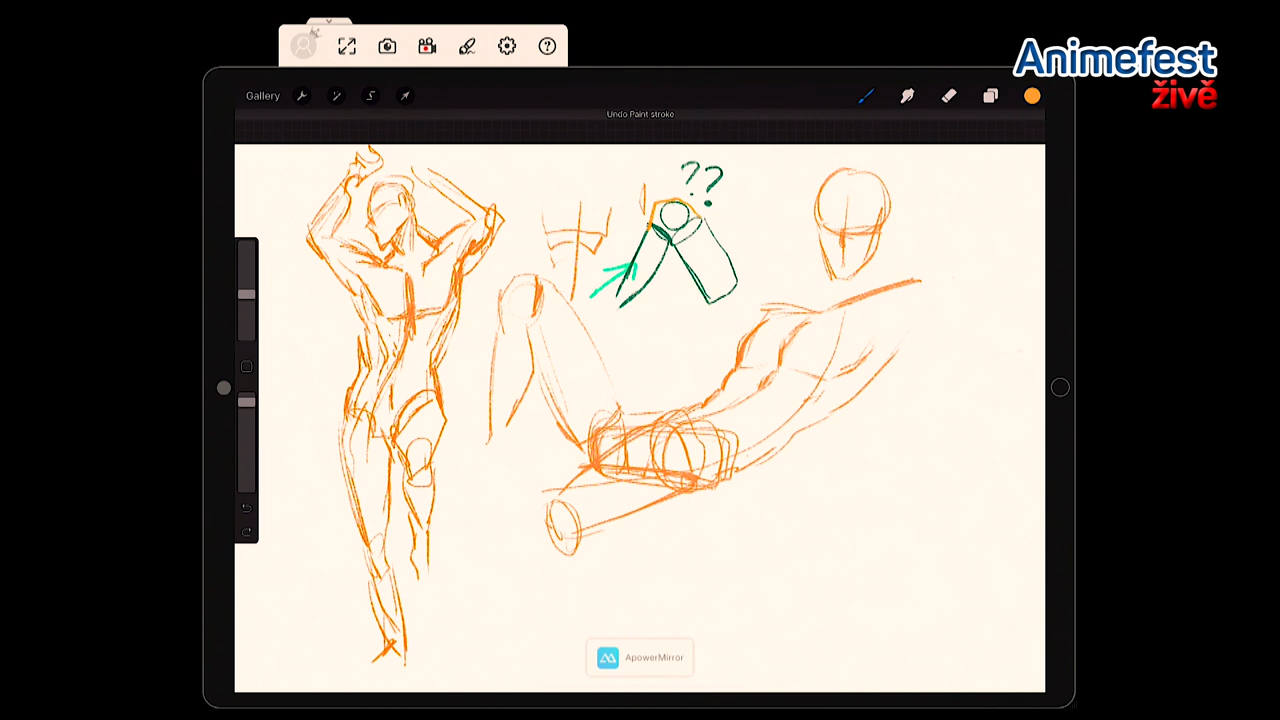 Animefest
živě
Gallery
Undo Paint stroke
??
ApowerMirror